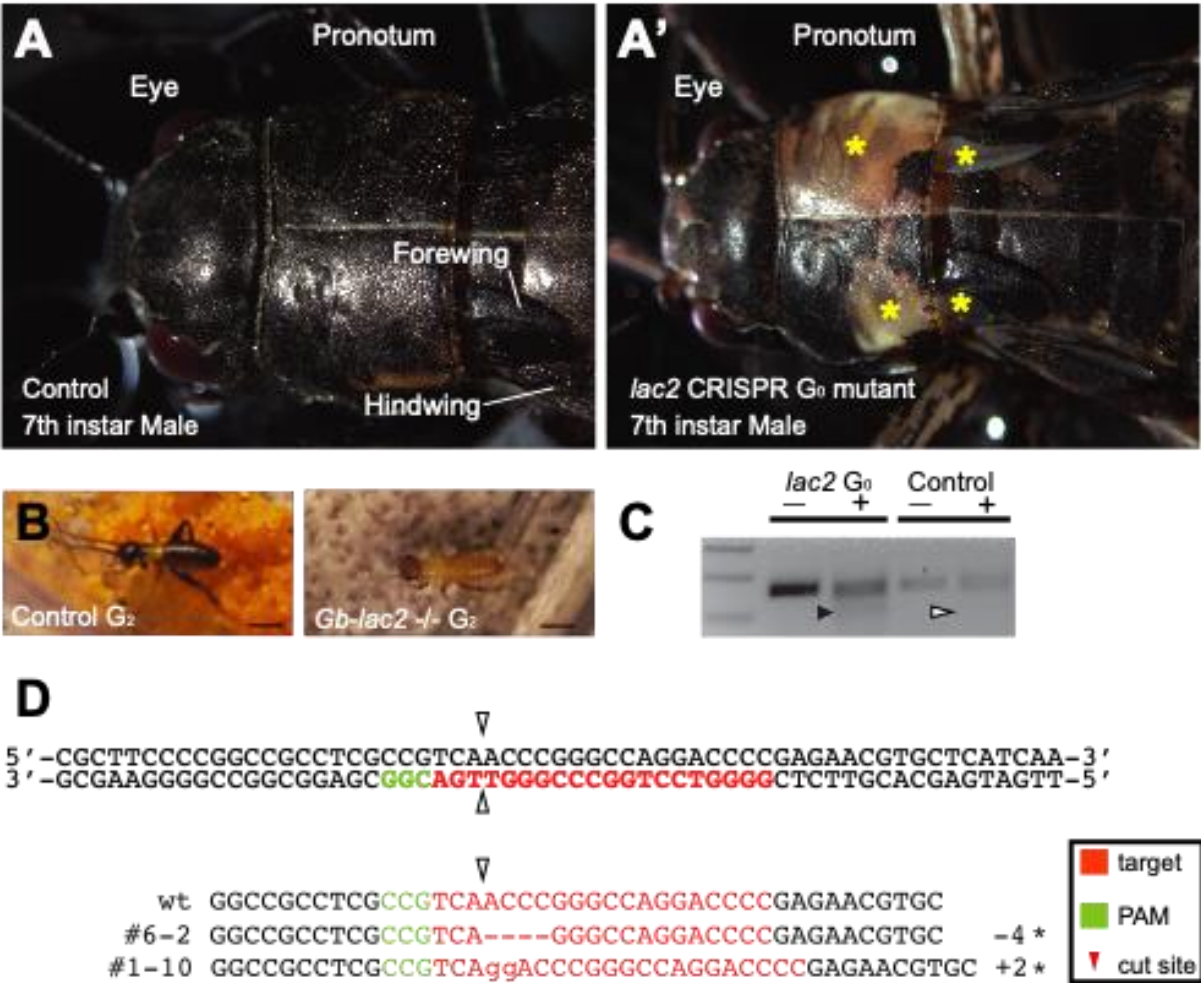 A
Pronotum
Eye
Forewing
Hindwing
Control
7th instar Male
A'
Pronotum
Eye
*
*
*
*
lac2 CRISPR G0 mutant
7th instar Male
B
Control G2
Gb-lac2 -/- G2
C
lac2 G0 Control
— + — +
D
5'-CGCTTCCCCGGCCGCCTCGCCGTCAACCCGGGCCAGGACCCCGAGAACGTGCTCATCAA-3'
3'-GCGAAGGGGCCGGCGGAGCGGCAGTTGGGCCCGGTCCTGGGGCTCTTGCACGAGTAGTT-5'
wt GGCCGCCTCGCCGTCAACCCGGGCCAGGACCCCGAGAACGTGC
#6-2 GGCCGCCTCGCCGTCA----GGGCCAGGACCCCGAGAACGTGC -4 *
#1-10 GGCCGCCTCGCCGTCAggACCCGGGCCAGGACCCCGAGAACGTGC +2 *
target
PAM
cut site